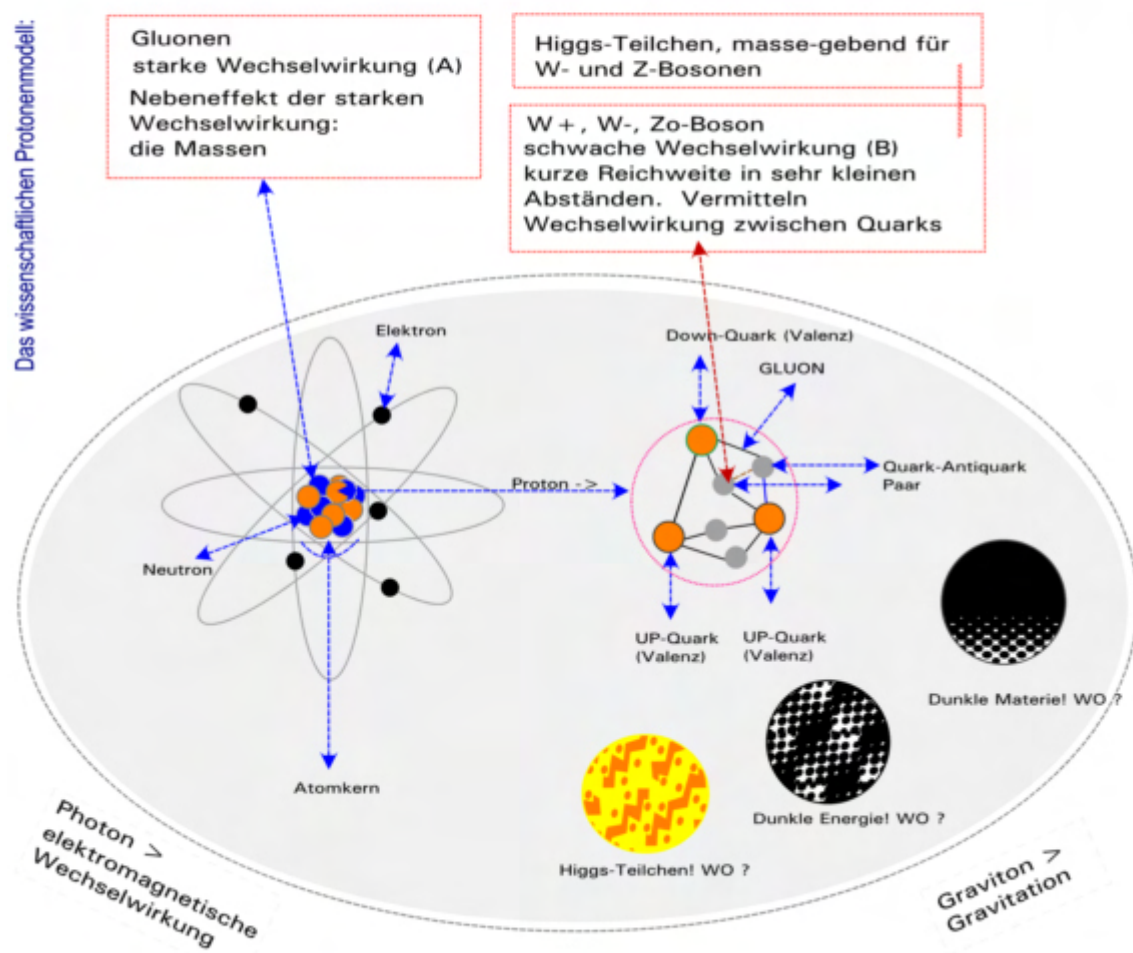 Das wissenschaftlichen Protonenmodell:
Gluonen
starke Wechselwirkung (A)
Nebeneffekt der starken
Wechselwirkung:
die Massen
Higgs-Teilchen, masse-gebend für
W- und Z-Bosonen
W+, W-, Zo-Boson
schwache Wechselwirkung (B)
kurze Reichweite in sehr kleinen
Abständen. Vermitteln
Wechselwirkung zwischen Quarks
Elektron
Down-Quark (Valenz)
GLUON
Quark-Antiquark
Paar
Proton ->
Neutron
UP-Quark
(Valenz)
UP-Quark
(Valenz)
Dunkle Materie! WO ?
Atomkern
Dunkle Energie! WO ?
Higgs-Teilchen! WO ?
Photon >
elektromagnetische
Wechselwirkung
Graviton >
Gravitation